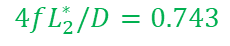 4fL₂*/D = 0.743